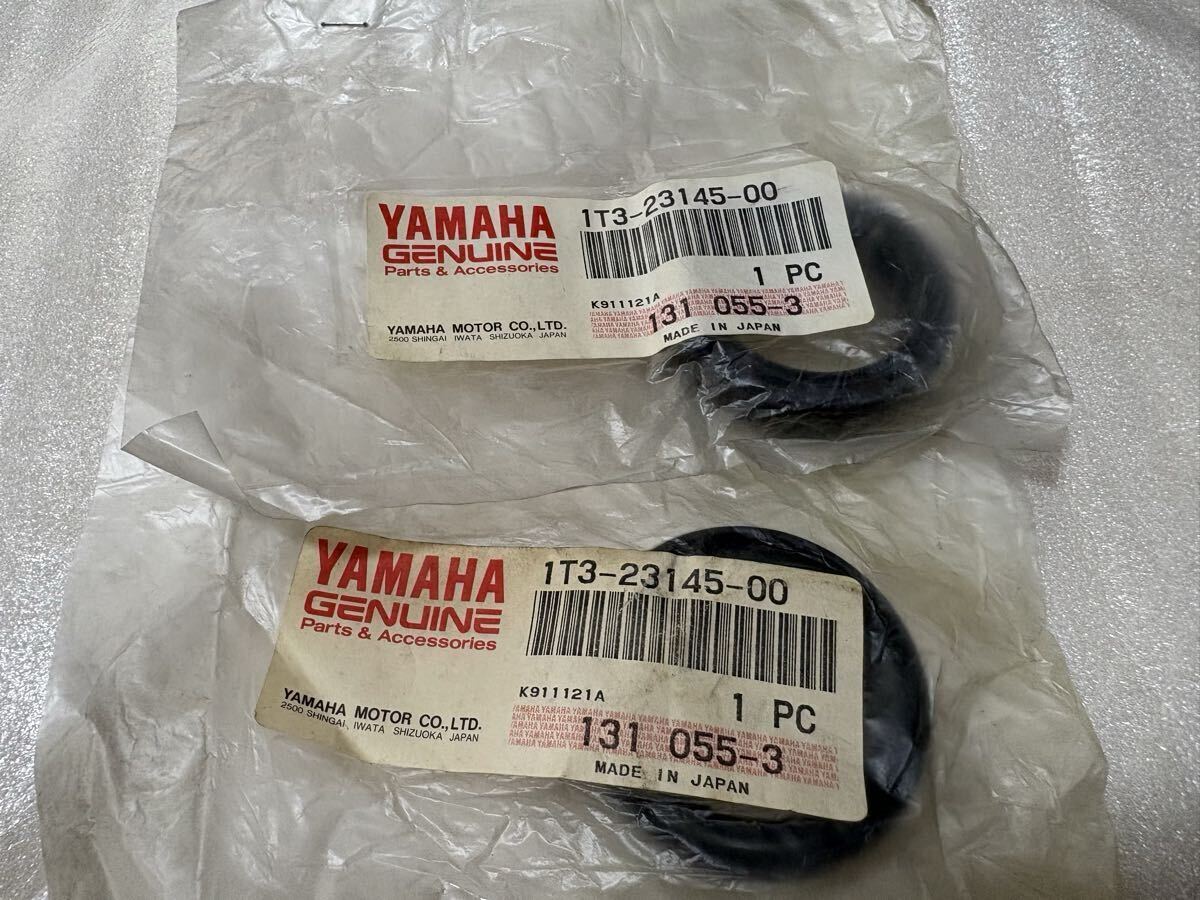 YAMAHA
GENUINE
Parts & Accessories
YAMAHA MOTOR CO.,LTD.
2500 SHINGAI IWATA SHIZUOKA JAPAN
1T3-23145-00
1 PC
K911121A
131 055-3
MADE IN JAPAN
YAMAHA
GENUINE
Parts & Accessories
YAMAHA MOTOR CO.,LTD.
2500 SHINGAI, IWATA SHIZUOKA JAPAN
1T3-23145-00
K911121A
1 PC
131 055-3
MADE IN JAPAN